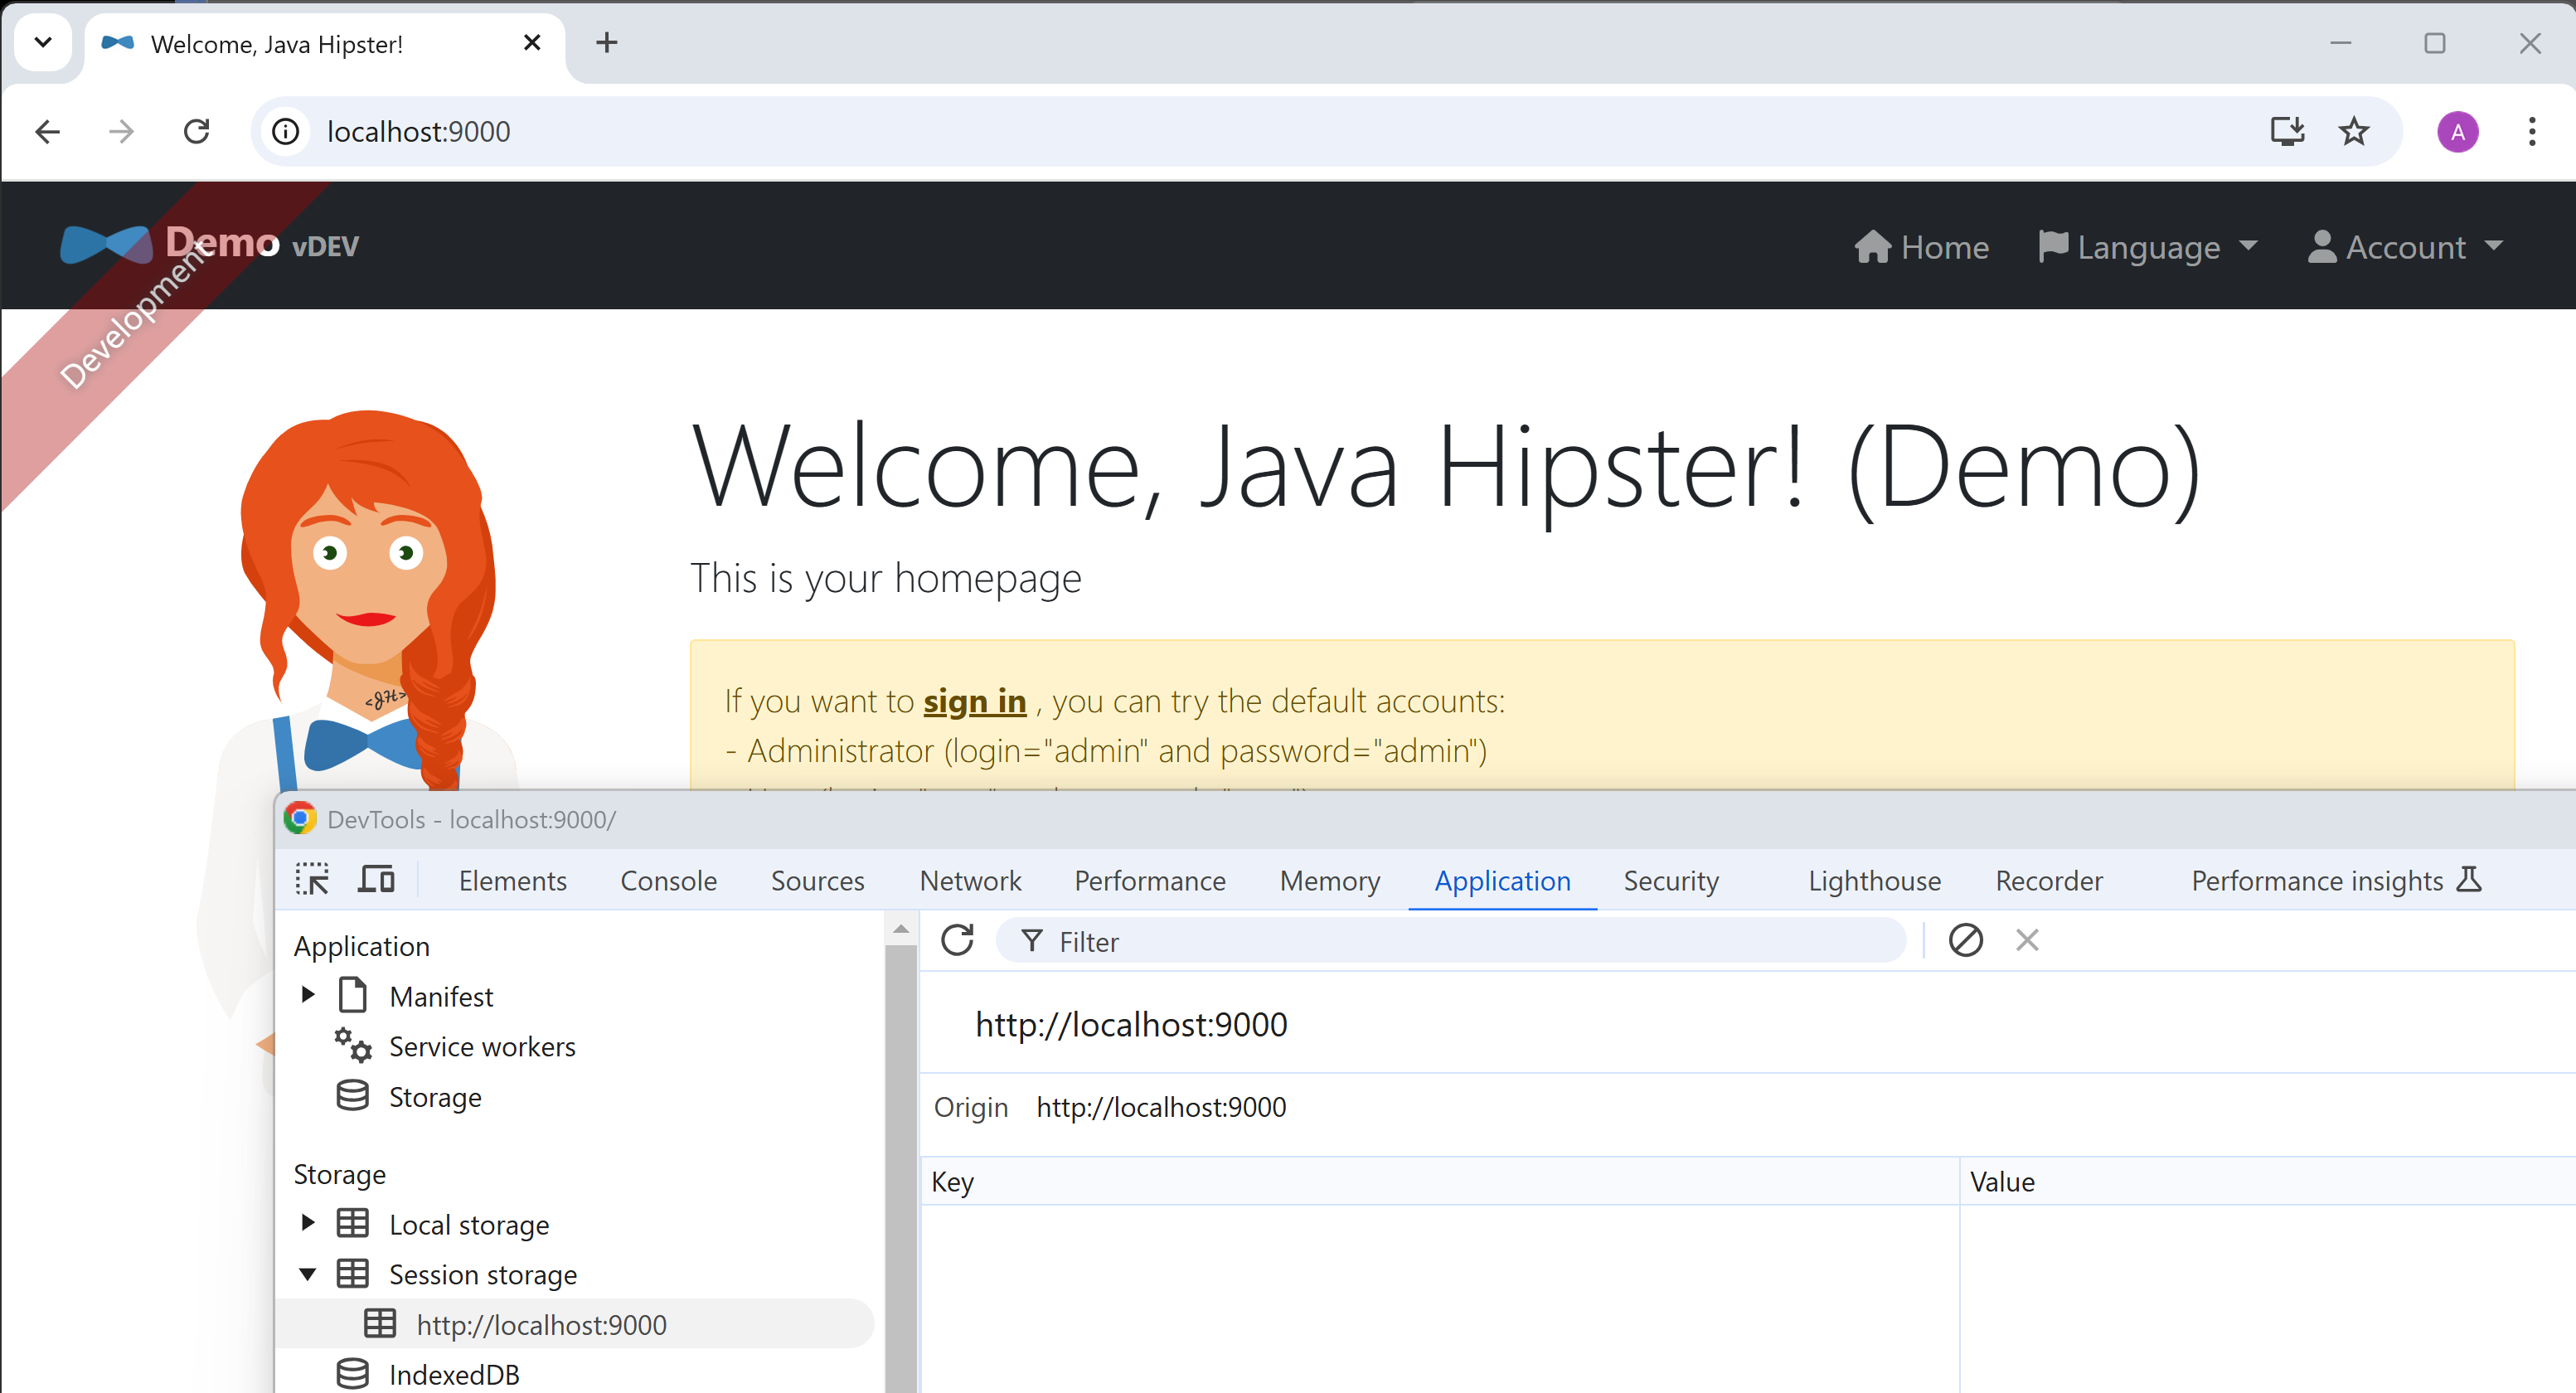 Welcome, Java Hipster!
localhost:9000
A
Demo vDEV
Home Language Account
Development
Welcome, Java Hipster! (Demo)
This is your homepage
If you want to sign in , you can try the default accounts:
- Administrator (login="admin" and password="admin")
<JH>
DevTools - localhost:9000/
Elements Console Sources Network Performance Memory Application Security Lighthouse Recorder Performance insights
Application
Manifest
Service workers
Storage
Storage
Local storage
Session storage
http://localhost:9000
IndexedDB
Filter
http://localhost:9000
Origin http://localhost:9000
Key Value